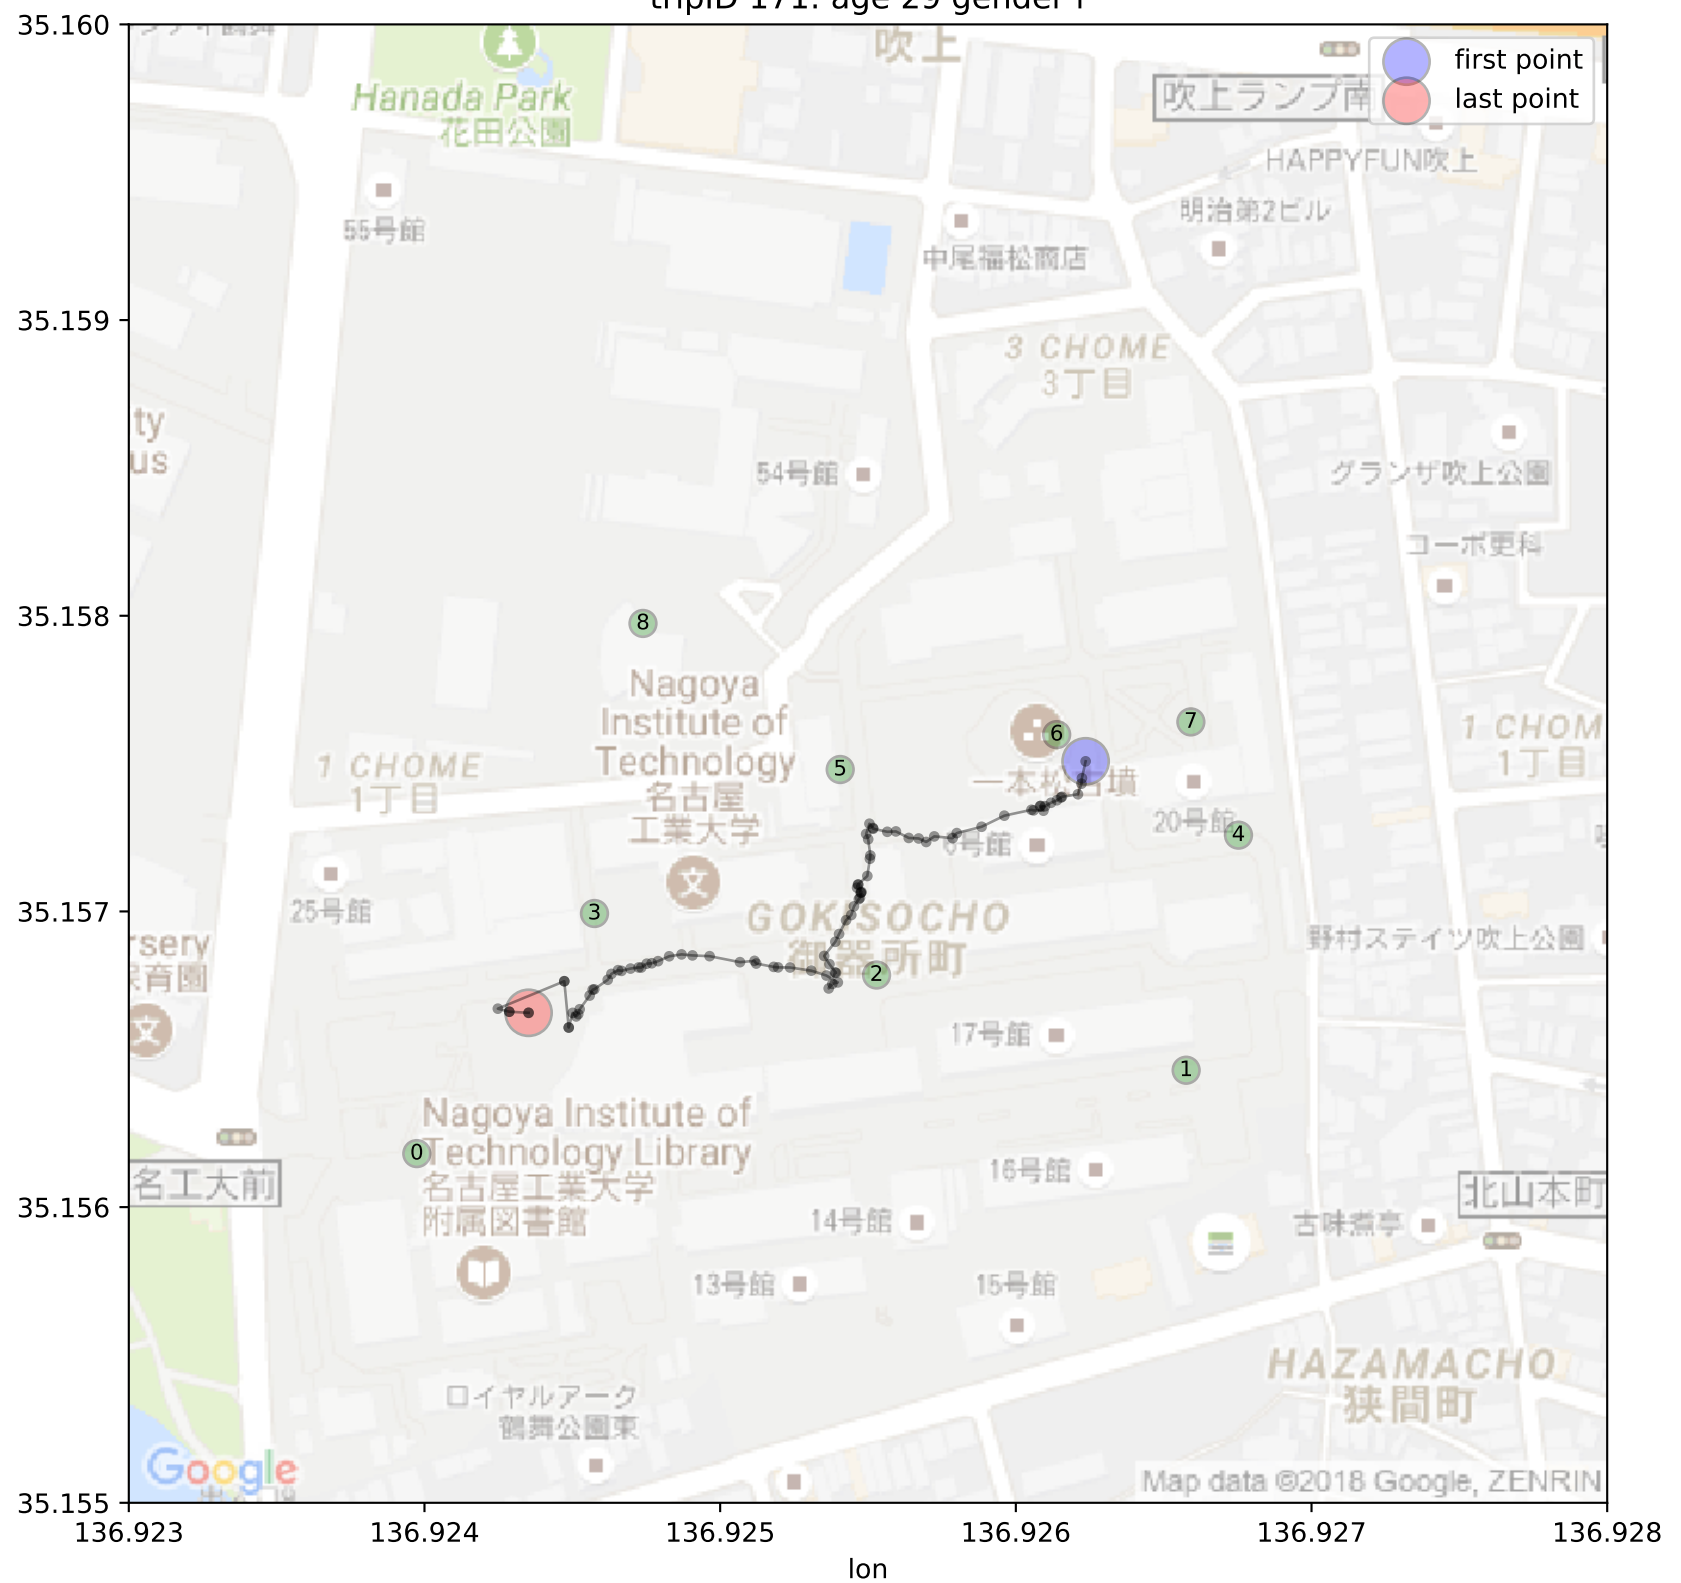 35.160
first point
last point
吹上
吹上ランプ南
Hanada Park
花田公園
HAPPYFUN吹上
55号館
明治第2ビル
中尾福松商店
35.159
3 CHOME
3丁目
ty
us
54号館
グランザ吹上公園
コーポ更科
35.158
8
Nagoya
Institute of
Technology
名古屋
工業大学
6
7
5
1 CHOME
1丁目
一本松古墳
1 CHOM
1丁目
20号館
4
6号館
25号館
35.157
3
GOKISOCHO
御器所町
野村ステイツ吹上公園
rsery
保育園
2
17号館
1
Nagoya Institute of
Technology Library
名古屋工業大学
附属図書館
0
名工大前
16号館
北山本町
35.156
14号館
古味煮亭
13号館
15号館
HAZAMACHO
狭間町
ロイヤルアーク
鶴舞公園東
Google
Map data ©2018 Google, ZENRIN
35.155
136.923
136.924
136.925
136.926
136.927
136.928
lon